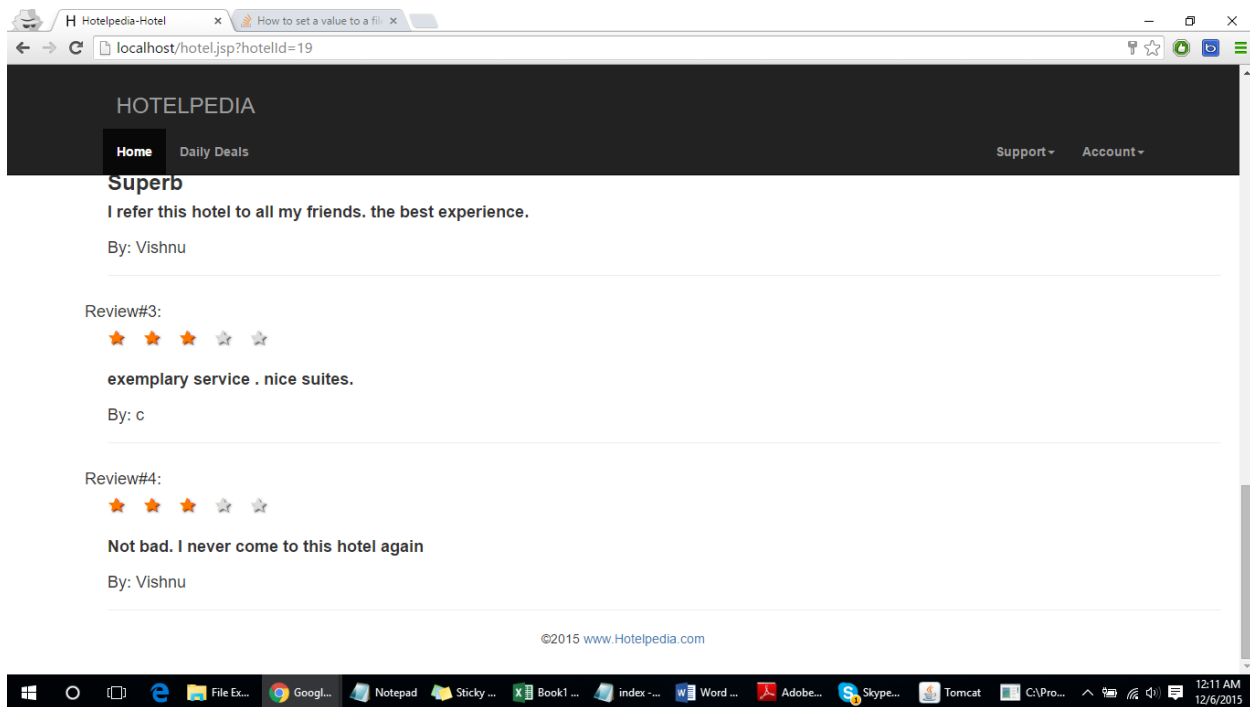 H Hotelpedia-Hotel
How to set a value to a fil
localhost/hotel.jsp?hotelId=19
HOTELPEDIA
Home Daily Deals Support Account
Superb
I refer this hotel to all my friends. the best experience.
By: Vishnu
Review#3:
exemplary service . nice suites.
By: c
Review#4:
Not bad. I never come to this hotel again
By: Vishnu
©2015 www.Hotelpedia.com
File Ex... Googl... Notepad Sticky ... Book1 ... index -... Word ... Adobe... Skype... Tomcat C:\Pro... 12:11 AM
12/6/2015